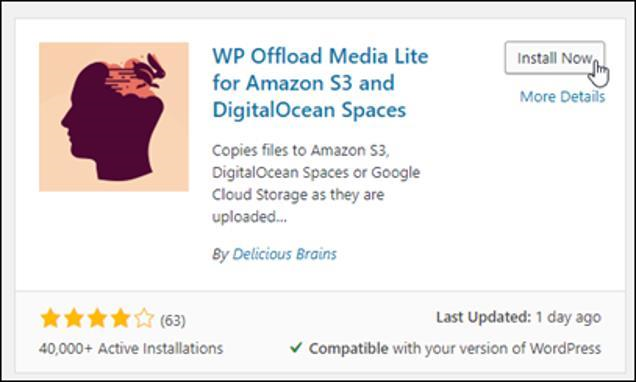 WP Offload Media Lite
for Amazon S3 and
DigitalOcean Spaces
Install Now
More Details
Copies files to Amazon S3,
DigitalOcean Spaces or Google
Cloud Storage as they are
uploaded...
By Delicious Brains
(63)
Last Updated: 1 day ago
40,000+ Active Installations
✓ Compatible with your version of WordPress